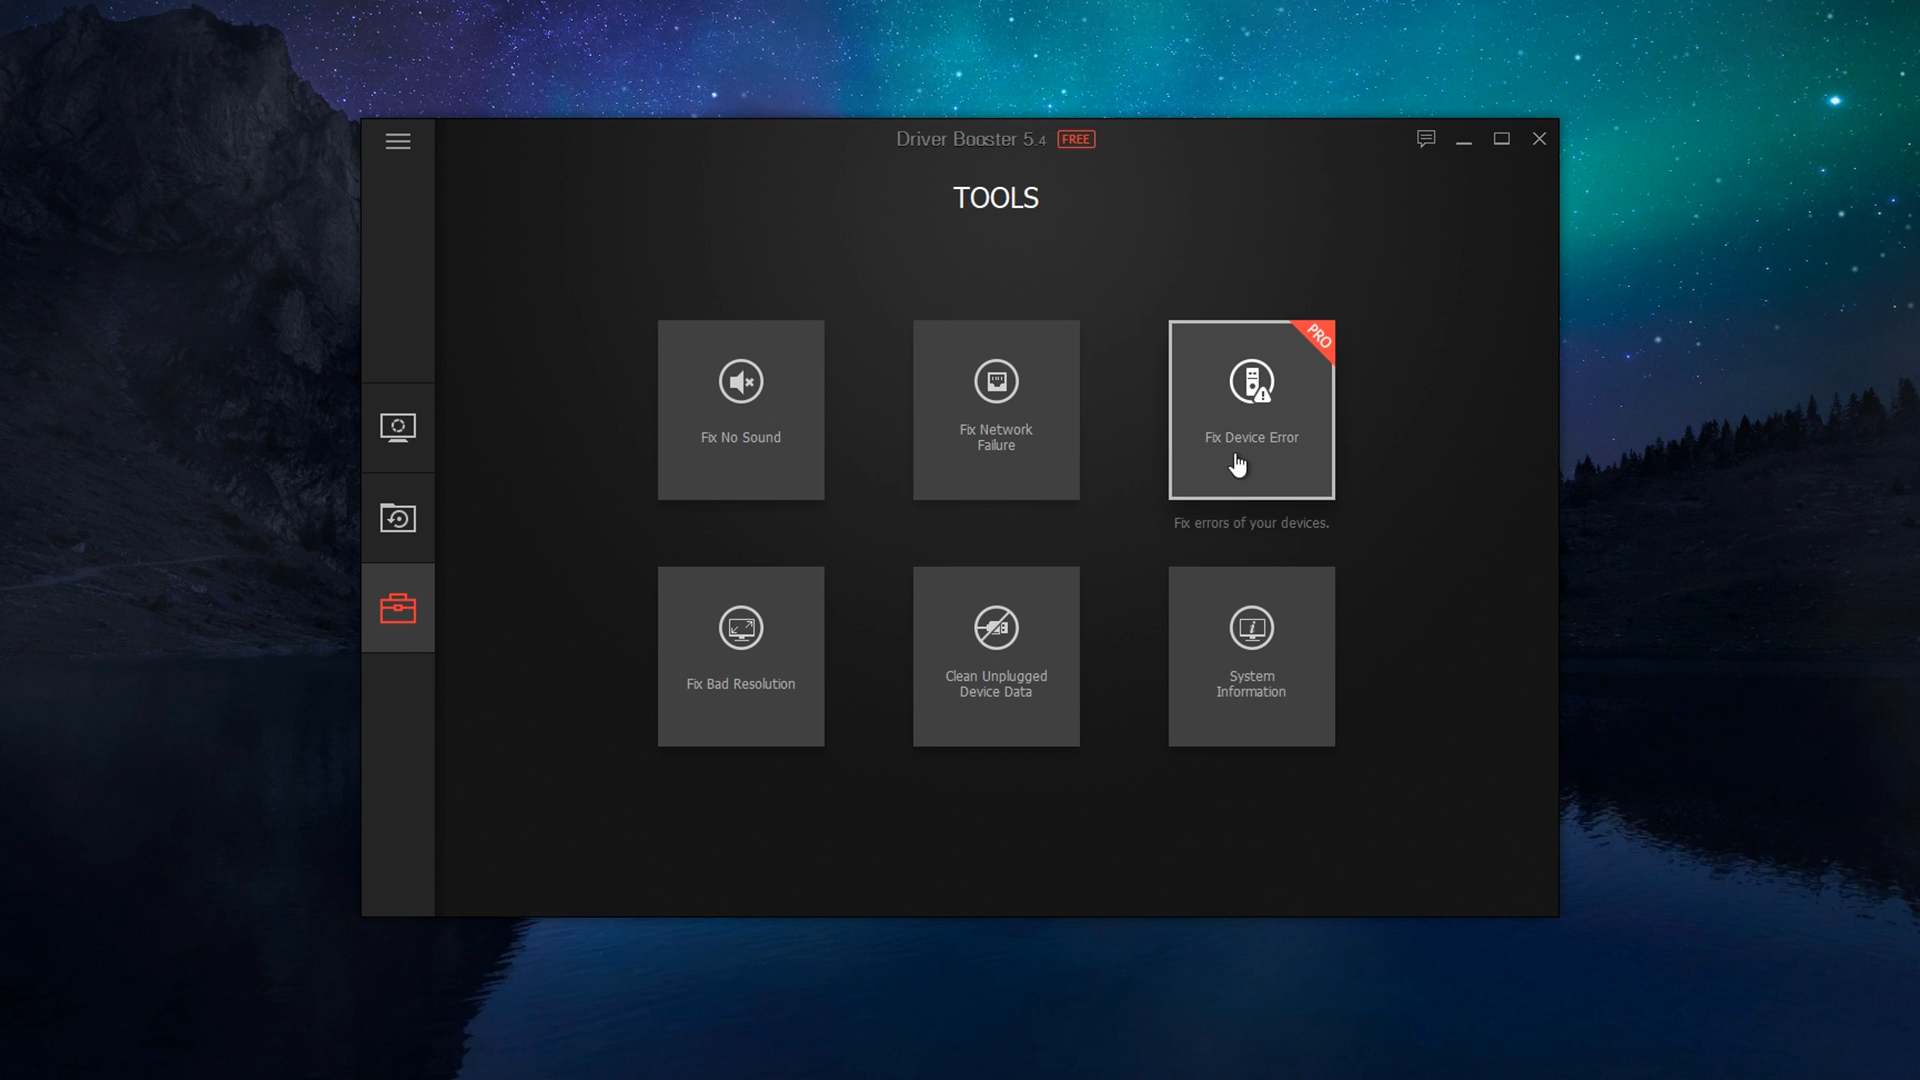 Driver Booster 5.4 FREE
TOOLS
Fix No Sound
Fix Network
Failure
PRO
Fix Device Error
Fix errors of your devices.
Fix Bad Resolution
Clean Unplugged
Device Data
System
Information